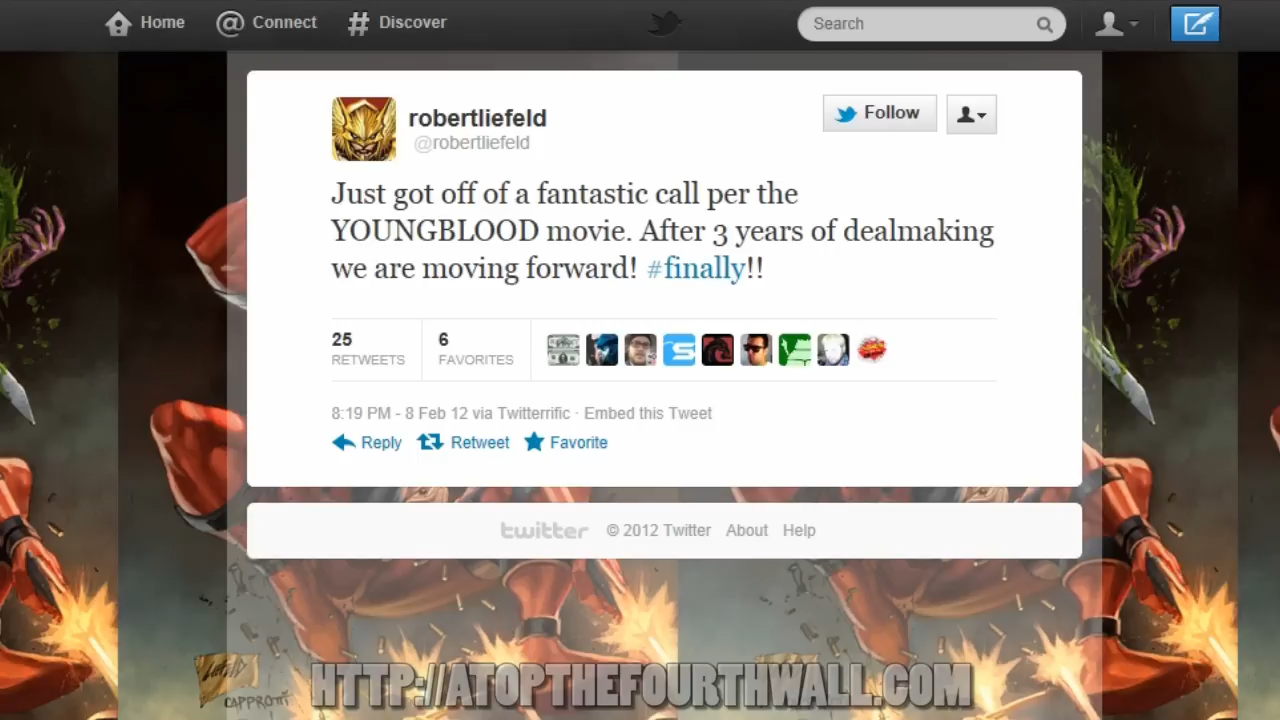 Home Connect Discover Search
robertliefeld
@robertliefeld
Follow
Just got off of a fantastic call per the
YOUNGBLOOD movie. After 3 years of dealmaking
we are moving forward! #finally!!
25 RETWEETS
6 FAVORITES
8:19 PM - 8 Feb 12 via Twitterrific · Embed this Tweet
Reply Retweet Favorite
twitter © 2012 Twitter About Help
HTTP://ATOPTHEFOURTHWALL.COM